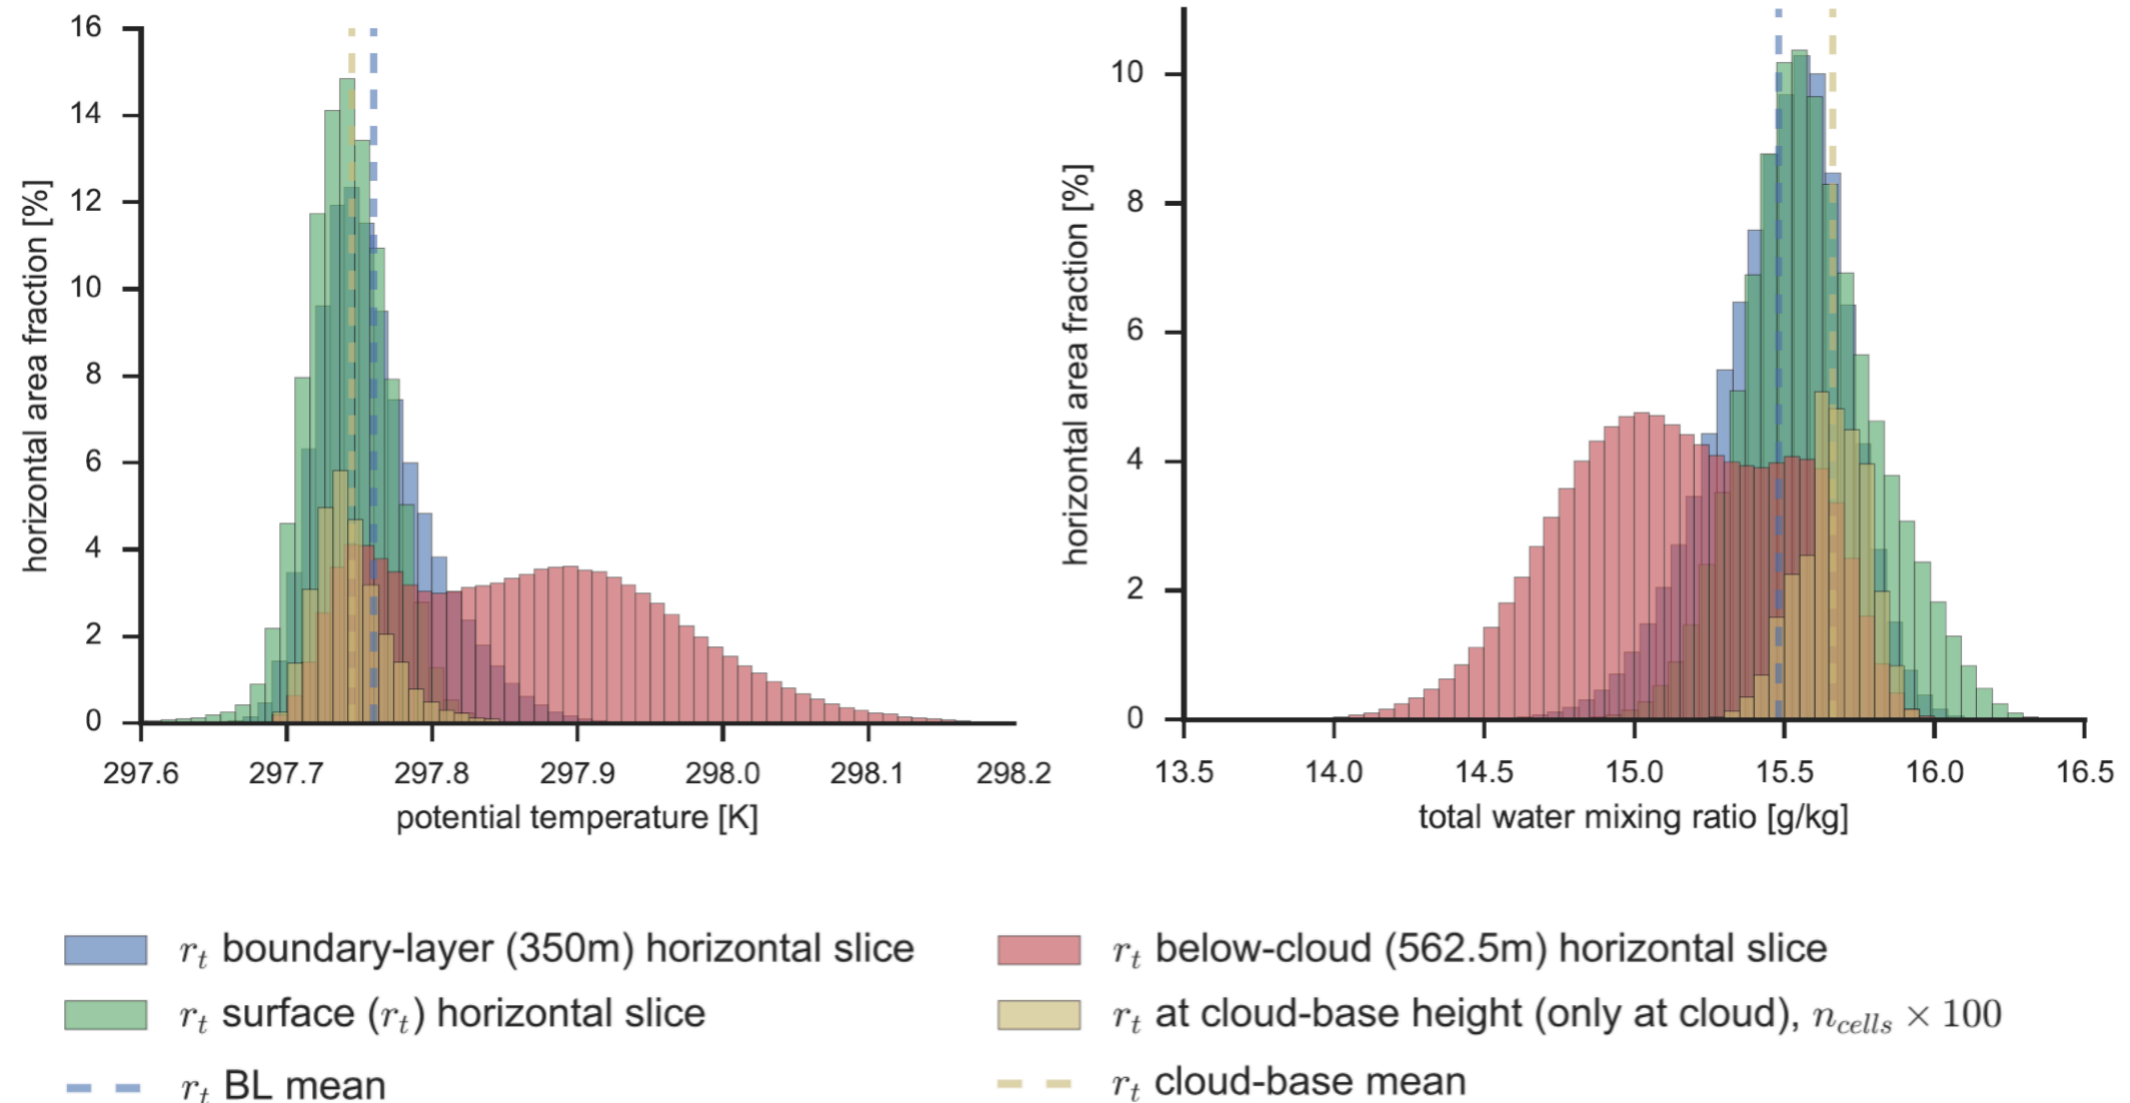 16
14
12
10
8
6
4
2
0
horizontal area fraction [%]
297.6 297.7 297.8 297.9 298.0 298.1 298.2
potential temperature [K]
10
8
6
4
2
0
horizontal area fraction [%]
13.5 14.0 14.5 15.0 15.5 16.0 16.5
total water mixing ratio [g/kg]
r_t boundary-layer (350m) horizontal slice
r_t surface (r_t) horizontal slice
r_t BL mean
r_t below-cloud (562.5m) horizontal slice
r_t at cloud-base height (only at cloud), n_cells × 100
r_t cloud-base mean